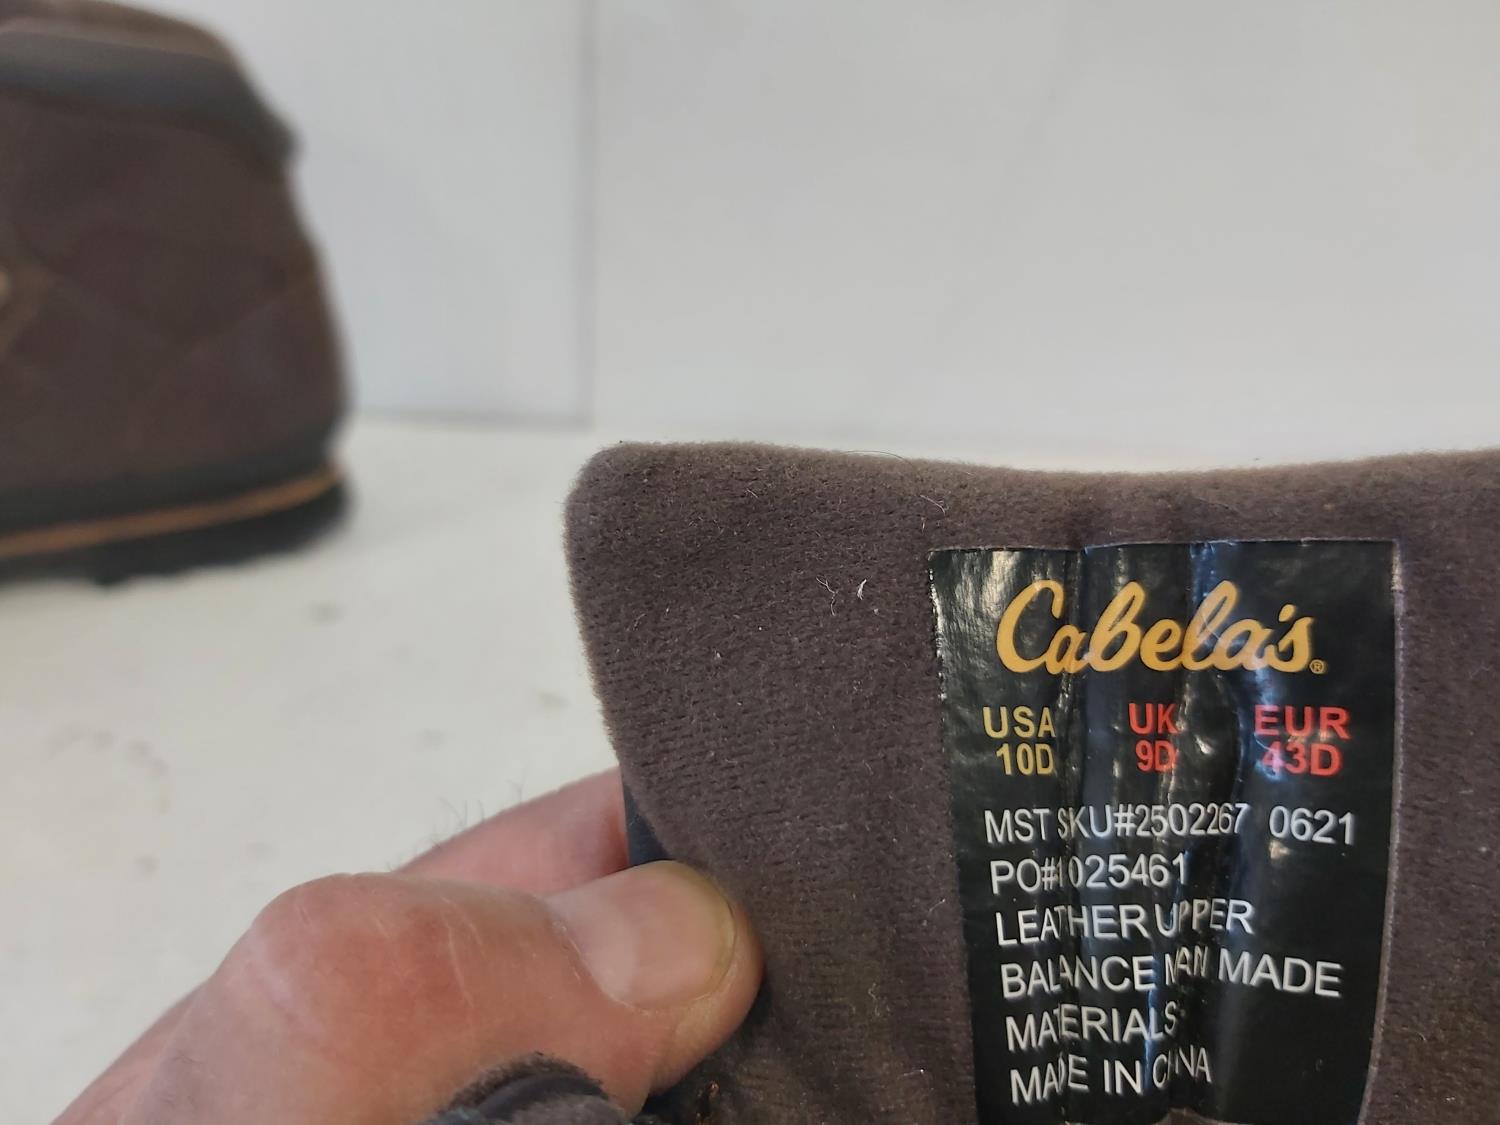 Cabela's®
USA UK EUR
10D 9D 43D
MST SKU#2502267 0621
PO#1025461
LEATHER UPPER
BALANCE MAN MADE
MATERIALS
MADE IN CHINA